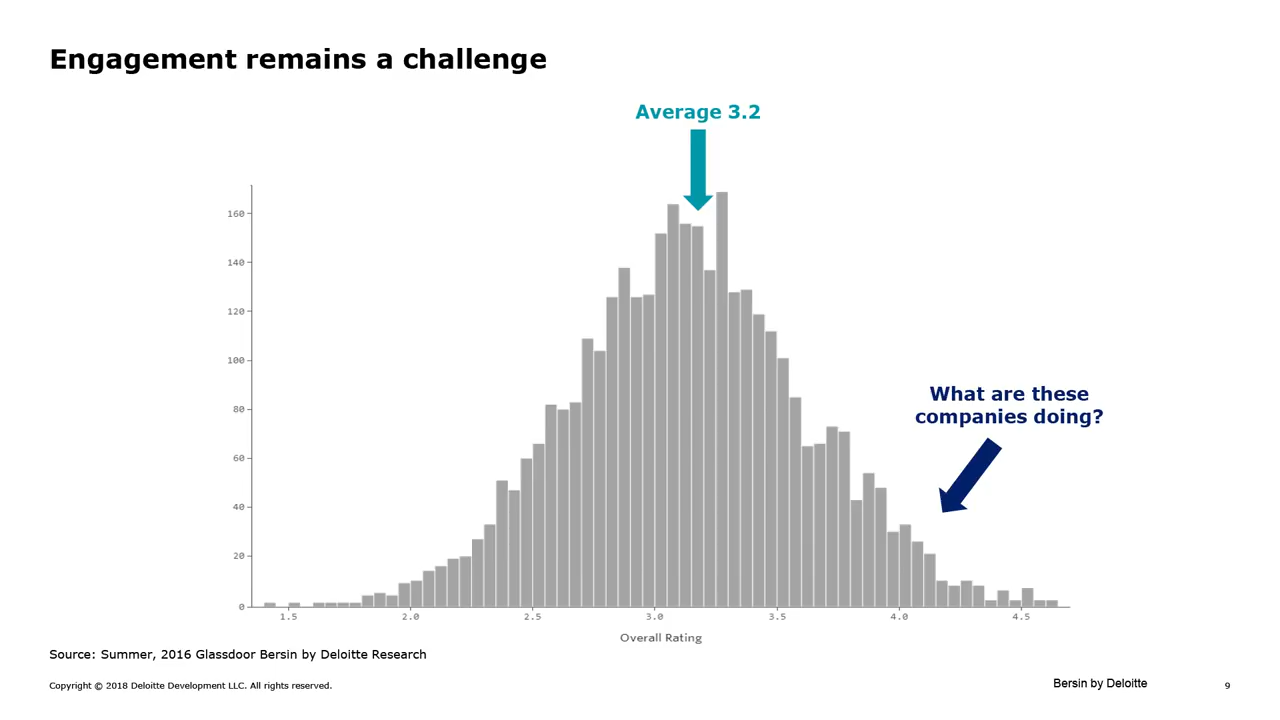 Engagement remains a challenge
Average 3.2
160
140
120
100
80
60
40
20
0
What are these
companies doing?
1.5 2.0 2.5 3.0 3.5 4.0 4.5
Overall Rating
Source: Summer, 2016 Glassdoor Bersin by Deloitte Research
Copyright © 2018 Deloitte Development LLC. All rights reserved.
Bersin by Deloitte
9